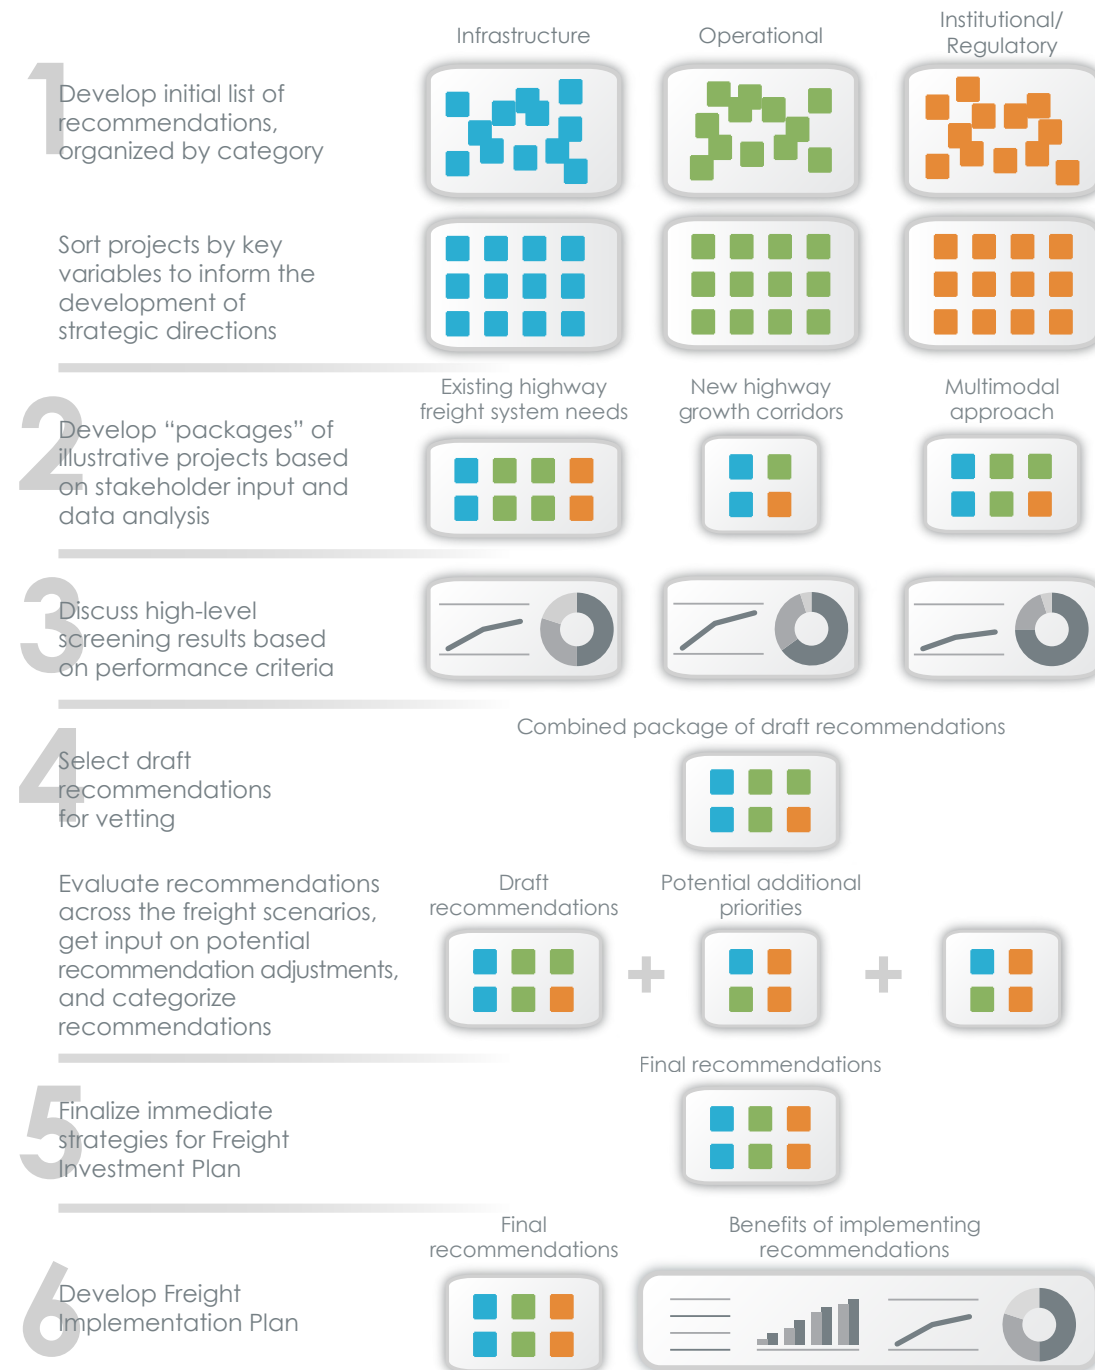 Infrastructure
Operational
Institutional/
Regulatory
1
Develop initial list of
recommendations,
organized by category
Sort projects by key
variables to inform the
development of
strategic directions
Existing highway
freight system needs
New highway
growth corridors
Multimodal
approach
2
Develop “packages” of
illustrative projects based
on stakeholder input and
data analysis
3
Discuss high-level
screening results based
on performance criteria
Combined package of draft recommendations
4
Select draft
recommendations
for vetting
Evaluate recommendations
across the freight scenarios,
get input on potential
recommendation adjustments,
and categorize
recommendations
Draft
recommendations
Potential additional
priorities
+
+
Final recommendations
5
Finalize immediate
strategies for Freight
Investment Plan
Final
recommendations
Benefits of implementing
recommendations
6
Develop Freight
Implementation Plan